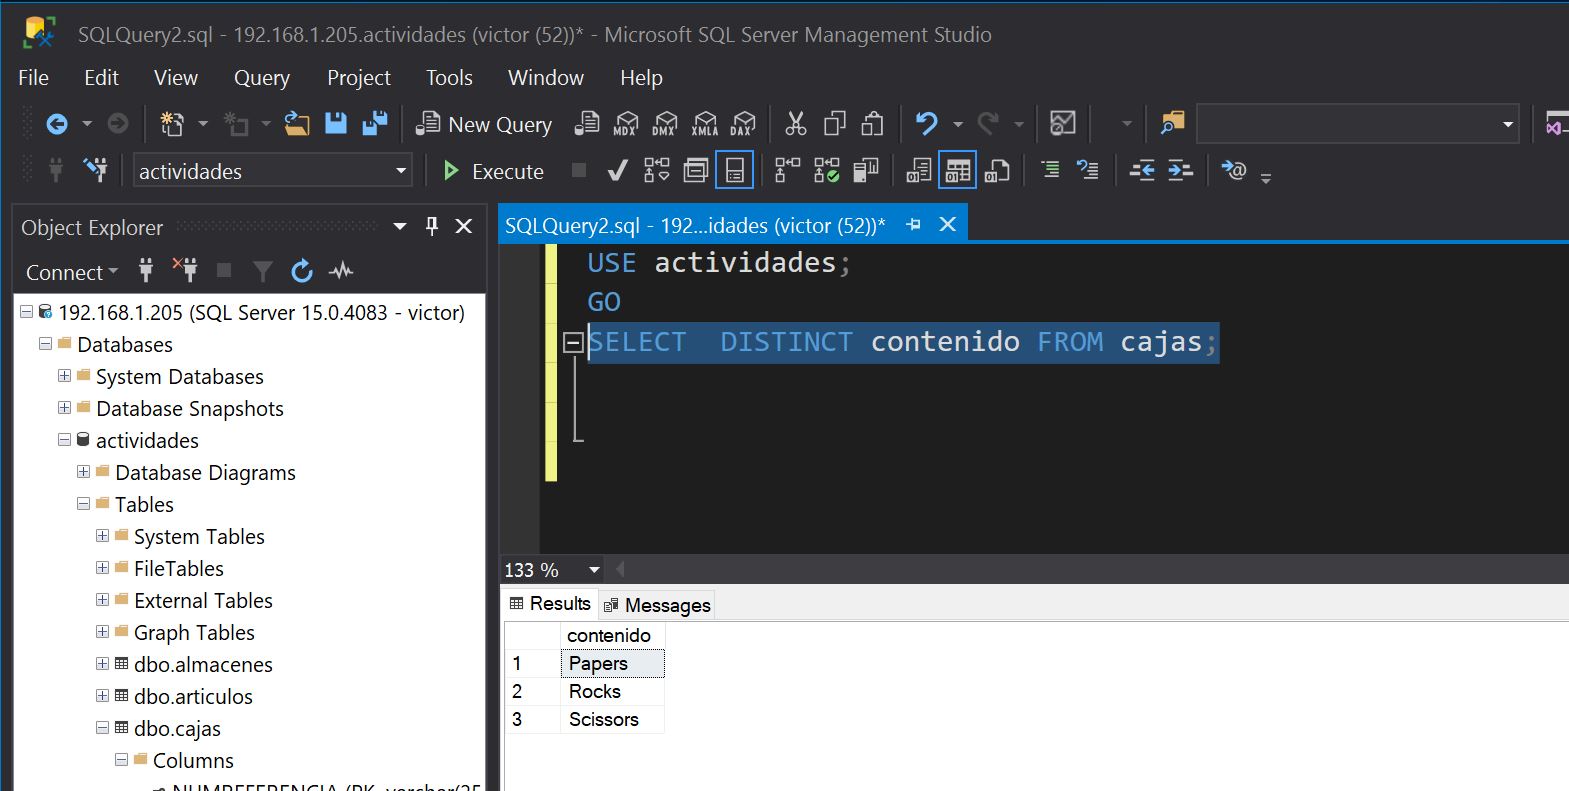 SQLQuery2.sql - 192.168.1.205.actividades (victor (52))* - Microsoft SQL Server Management Studio
File Edit View Query Project Tools Window Help
New Query MDX DMX XMLA DAX
actividades Execute
Object Explorer
Connect
192.168.1.205 (SQL Server 15.0.4083 - victor)
Databases
System Databases
Database Snapshots
actividades
Database Diagrams
Tables
System Tables
FileTables
External Tables
Graph Tables
dbo.almacenes
dbo.articulos
dbo.cajas
Columns
NUMREFERENCIA (PK, varchar(25
SQLQuery2.sql - 192...idades (victor (52))*
USE actividades;
GO
SELECT  DISTINCT contenido FROM cajas;
133 %
Results Messages
contenido
1 Papers
2 Rocks
3 Scissors